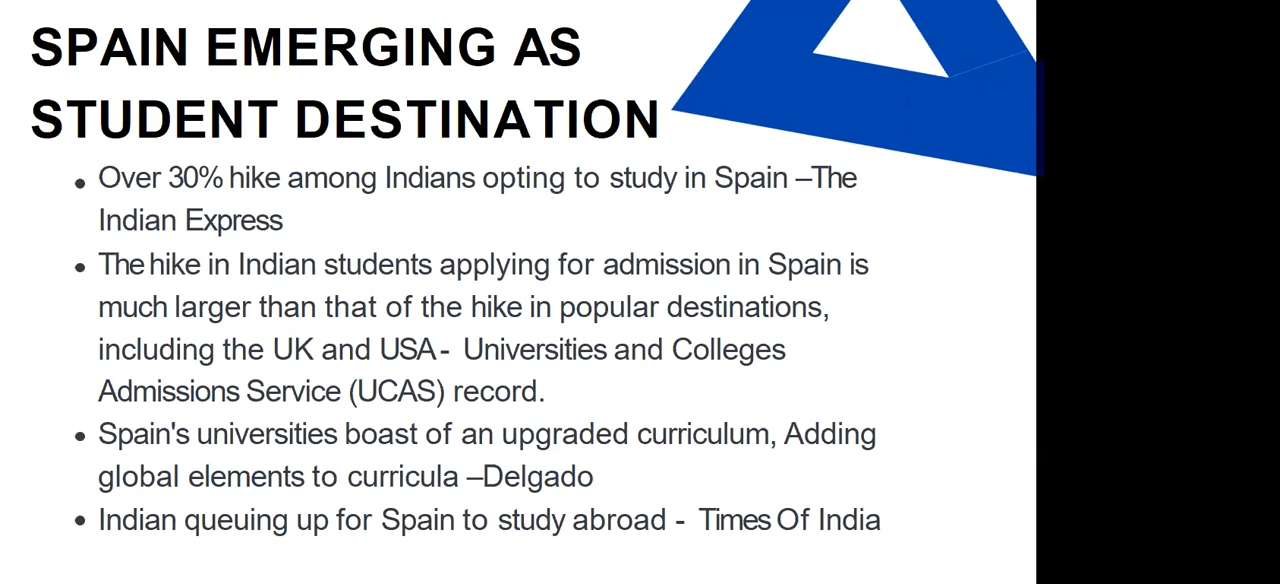 SPAIN EMERGING AS
STUDENT DESTINATION
• Over 30% hike among Indians opting to study in Spain –The
Indian Express
• The hike in Indian students applying for admission in Spain is
much larger than that of the hike in popular destinations,
including the UK and USA - Universities and Colleges
Admissions Service (UCAS) record.
• Spain's universities boast of an upgraded curriculum, Adding
global elements to curricula –Delgado
• Indian queuing up for Spain to study abroad - Times Of India